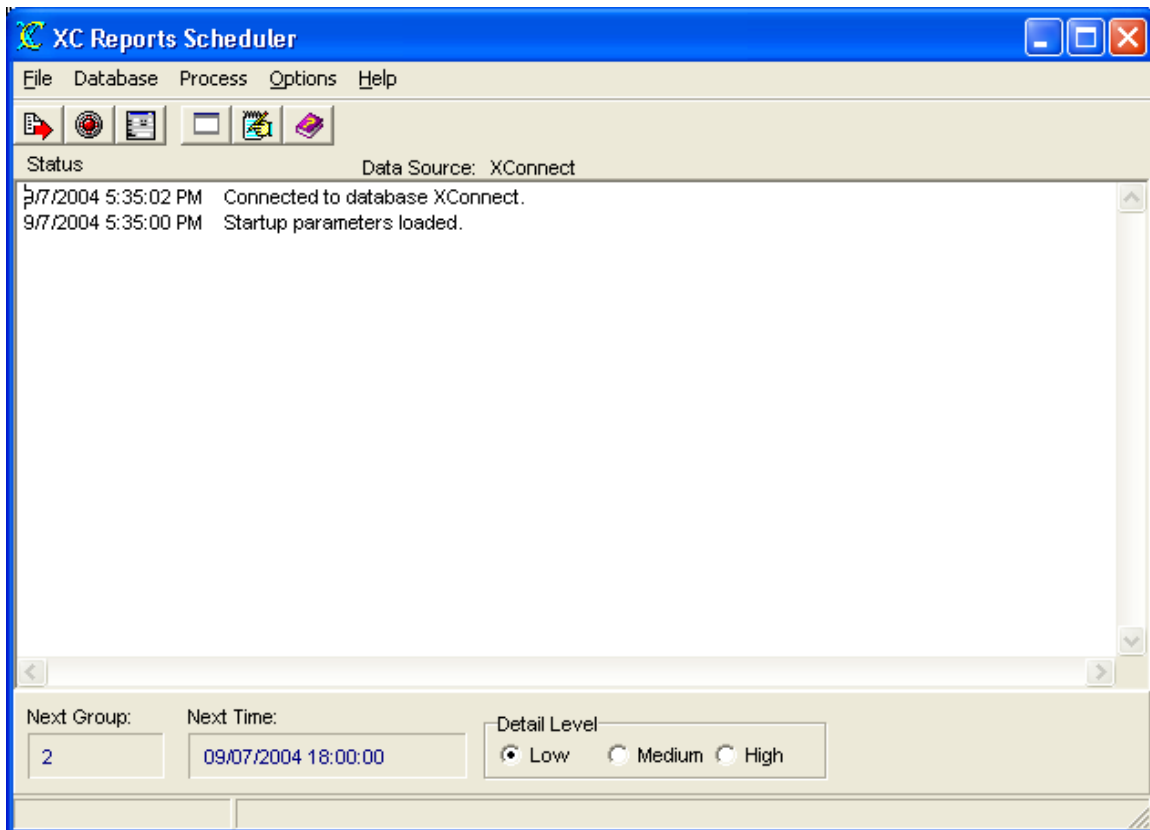 XC Reports Scheduler
File Database Process Options Help
Status Data Source: XConnect
9/7/2004 5:35:02 PM Connected to database XConnect.
9/7/2004 5:35:00 PM Startup parameters loaded.
Next Group: Next Time: Detail Level
2 09/07/2004 18:00:00 Low Medium High